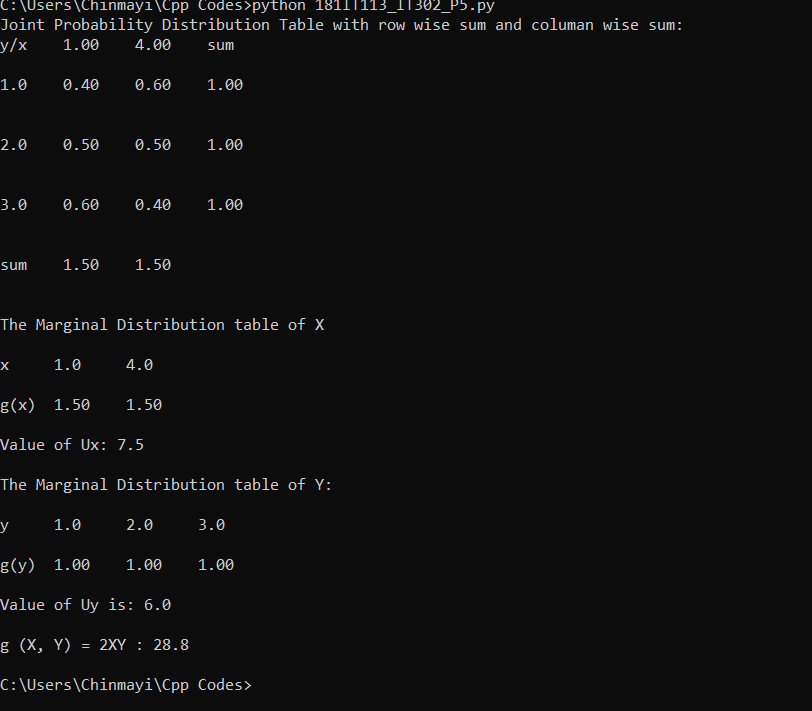 C:\Users\Chinmayi\Cpp Codes>python 181IT113_IT302_P5.py
Joint Probability Distribution Table with row wise sum and columan wise sum:
y/x 1.00 4.00 sum
1.0 0.40 0.60 1.00
2.0 0.50 0.50 1.00
3.0 0.60 0.40 1.00
sum 1.50 1.50
The Marginal Distribution table of X
x 1.0 4.0
g(x) 1.50 1.50
Value of Ux: 7.5
The Marginal Distribution table of Y:
y 1.0 2.0 3.0
g(y) 1.00 1.00 1.00
Value of Uy is: 6.0
g (X, Y) = 2XY : 28.8
C:\Users\Chinmayi\Cpp Codes>